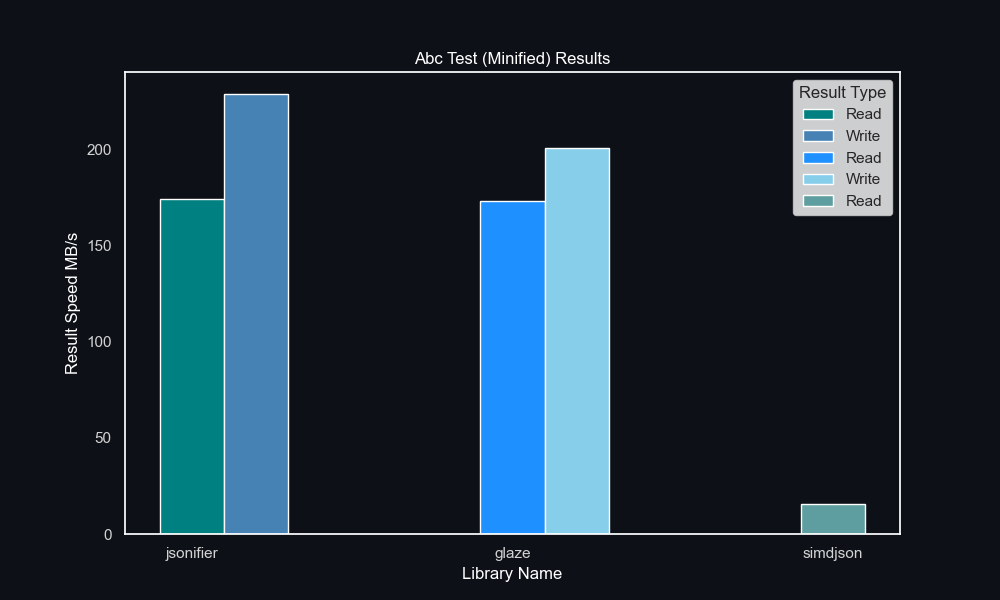 Abc Test (Minified) Results
Result Type
Read
Write
Read
Write
Read
Result Speed MB/s
200
150
100
50
0
jsonifier
glaze
simdjson
Library Name